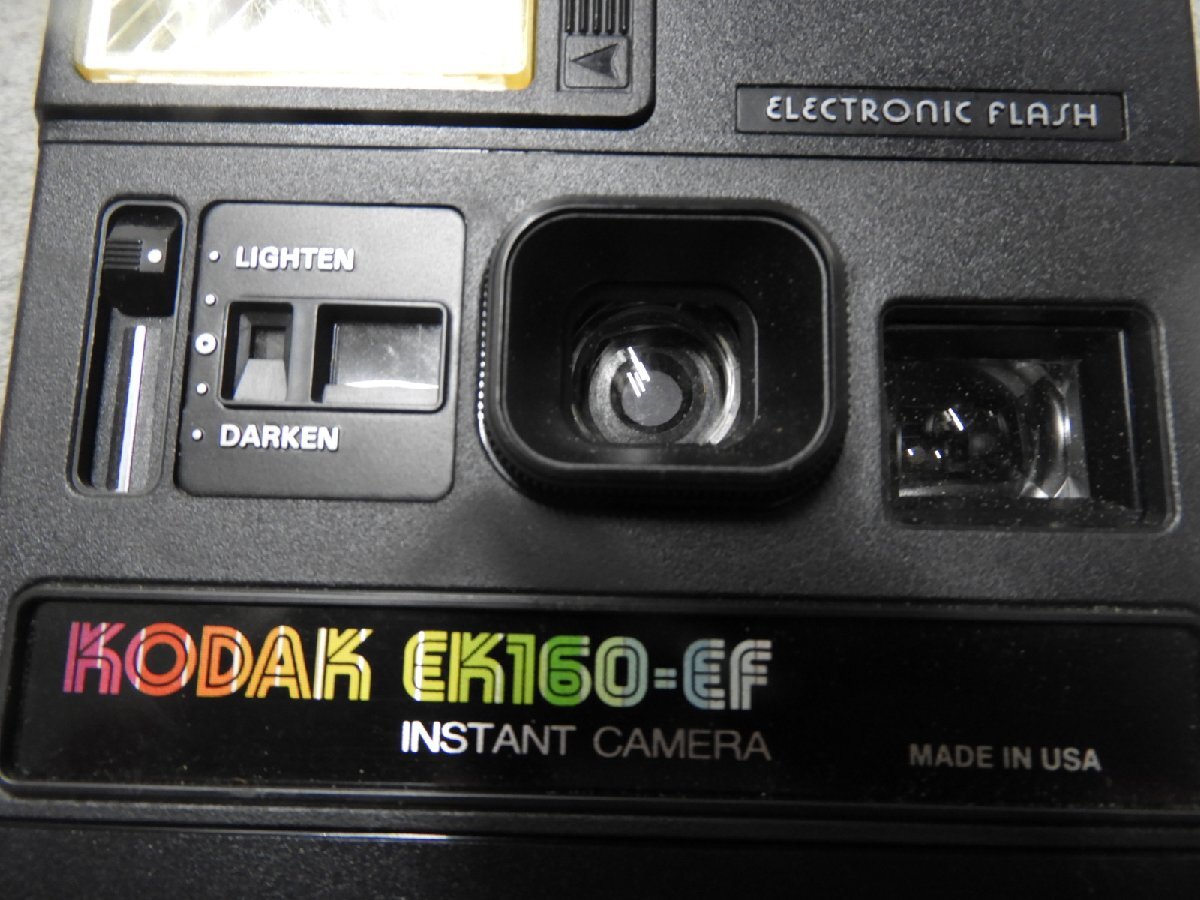 ELECTRONIC FLASH
LIGHTEN
DARKEN
KODAK EK160-EF
INSTANT CAMERA
MADE IN USA